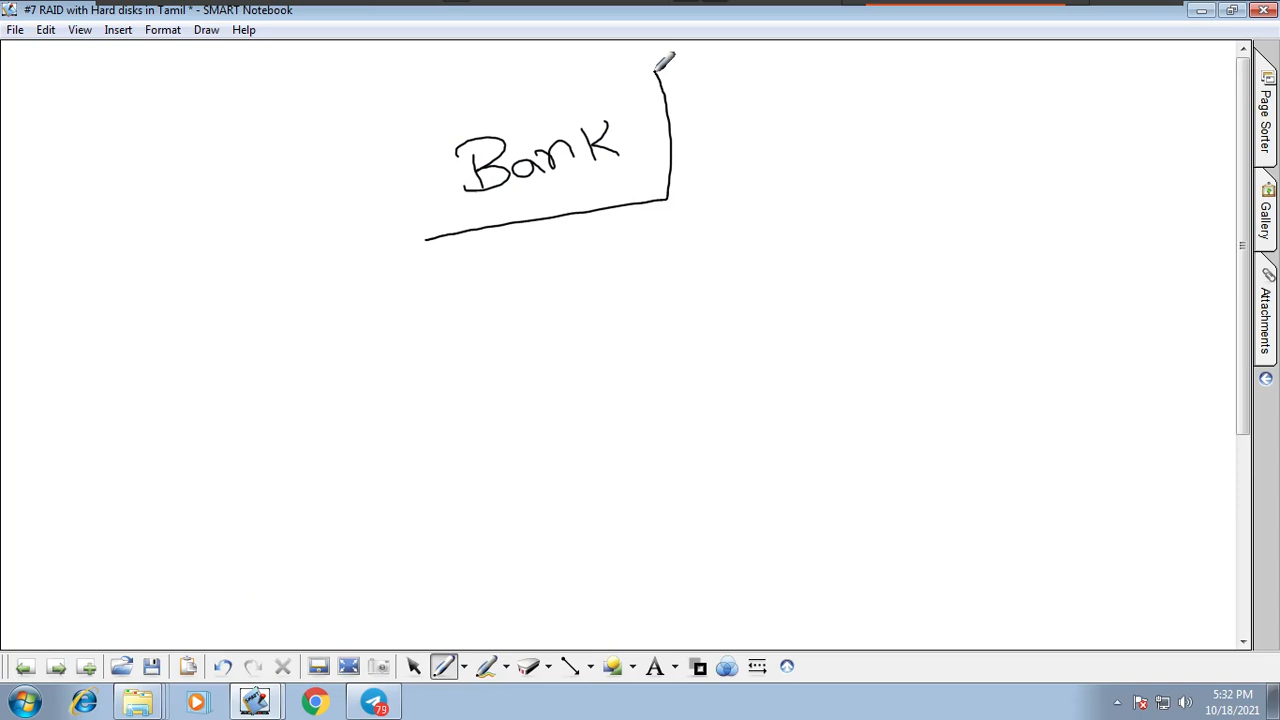 #7 RAID with Hard disks in Tamil * - SMART Notebook
File Edit View Insert Format Draw Help
Bank
Page Sorter
Gallery
Attachments
A
79
5:32 PM
10/18/2021